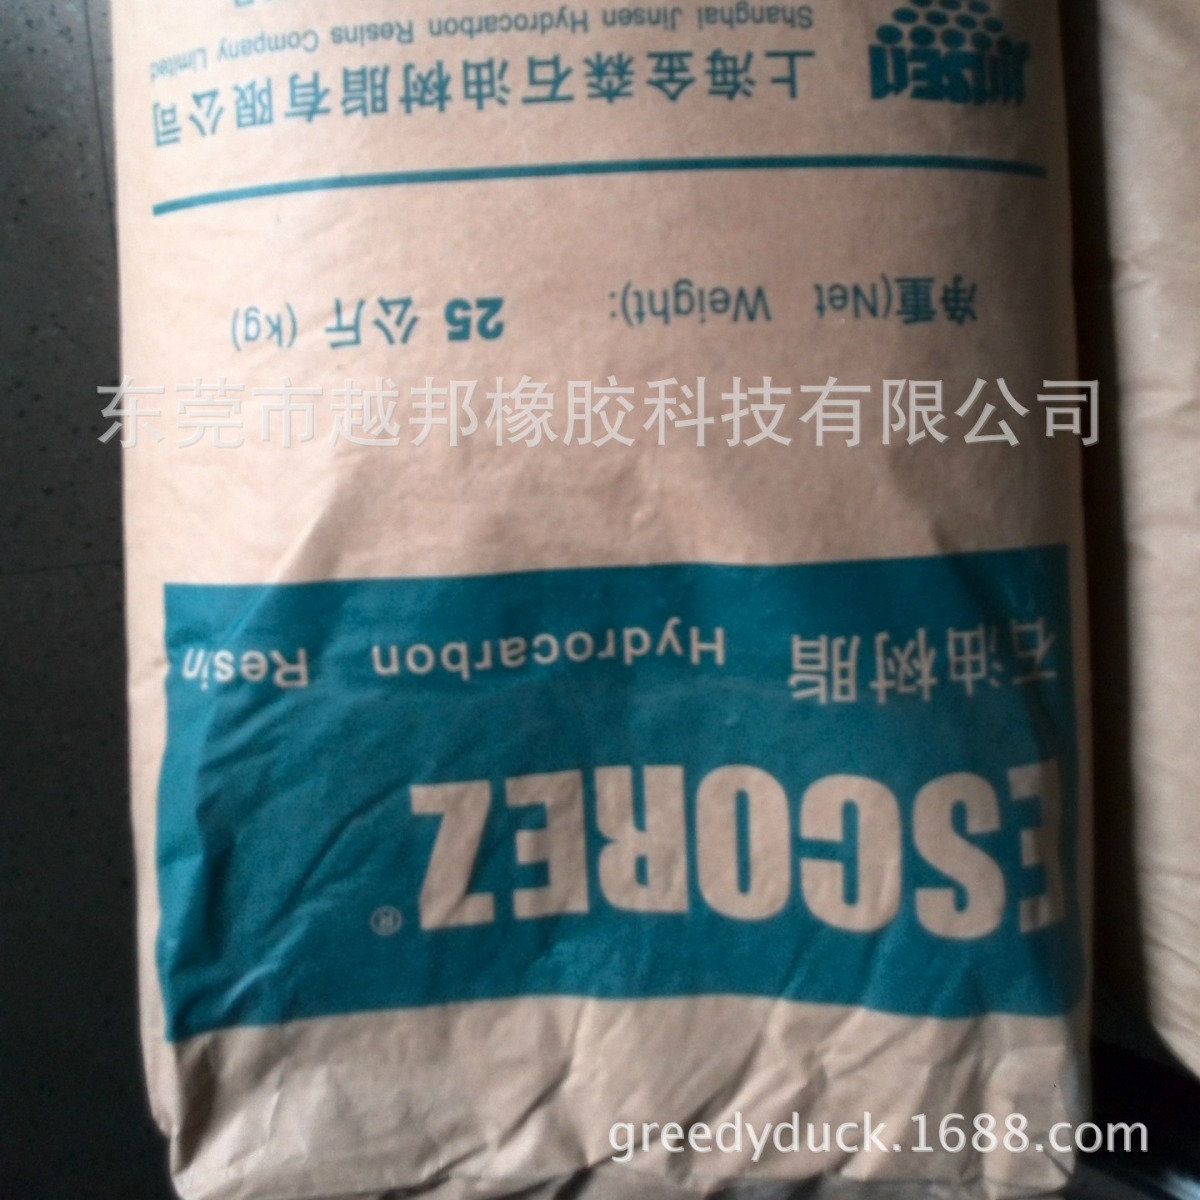 ESCOREZ®
石油树脂 Hydrocarbon Resin
净重(Net Weight): 25 公斤 (kg)
上海金森石油树脂有限公司
Shanghai Jinsen Hydrocarbon Resins Company Limited
JINSEN
东莞市越邦橡胶科技有限公司
greedyduck.1688.com